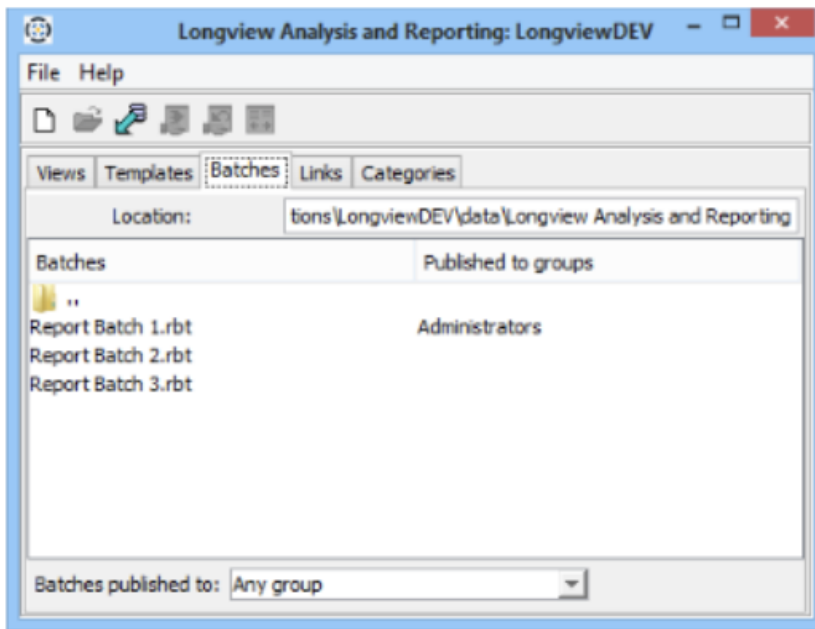 Longview Analysis and Reporting: LongviewDEV
File Help
Views Templates Batches Links Categories
Location: tions\LongviewDEV\data\Longview Analysis and Reporting
Batches Published to groups
..
Report Batch 1.rbt Administrators
Report Batch 2.rbt
Report Batch 3.rbt
Batches published to: Any group